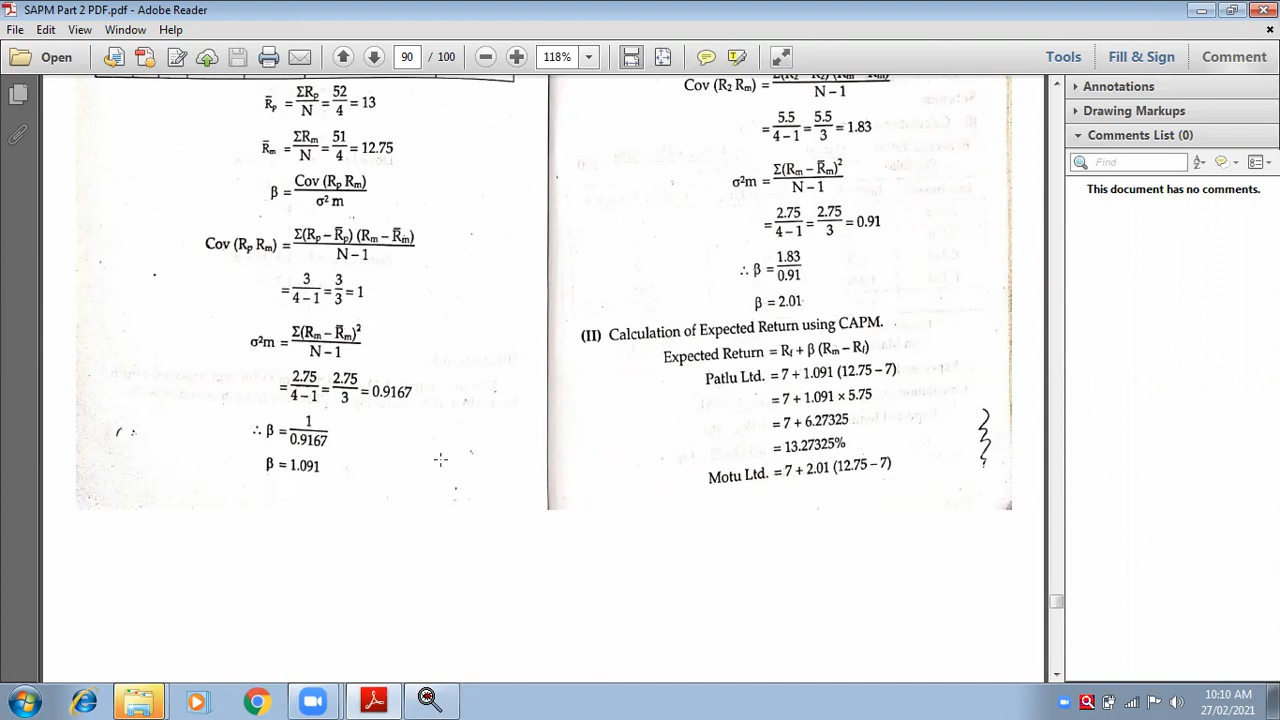 SAPM Part 2 PDF.pdf - Adobe Reader
File Edit View Window Help
Open 90 / 100 118% Tools Fill & Sign Comment
R̄p = ΣRp/N = 52/4 = 13
R̄m = ΣRm/N = 51/4 = 12.75
β = Cov (Rp Rm)/σ²m
Cov (Rp Rm) = Σ(Rp – R̄p) (Rm – R̄m)/N – 1
= 3/4 – 1 = 3/3 = 1
σ²m = Σ(Rm – R̄m)²/N – 1
= 2.75/4 – 1 = 2.75/3 = 0.9167
∴ β = 1/0.9167
β = 1.091
Cov (R2 Rm) = /N – 1
= 5.5/4 – 1 = 5.5/3 = 1.83
σ²m = Σ(Rm – R̄m)²/N – 1
= 2.75/4 – 1 = 2.75/3 = 0.91
∴ β = 1.83/0.91
β = 2.01
(II) Calculation of Expected Return using CAPM.
Expected Return = Rf + β (Rm – Rf)
Patlu Ltd. = 7 + 1.091 (12.75 – 7)
= 7 + 1.091 × 5.75
= 7 + 6.27325
= 13.27325%
Motu Ltd. = 7 + 2.01 (12.75 – 7)
Annotations
Drawing Markups
Comments List (0)
Find
This document has no comments.
10:10 AM
27/02/2021